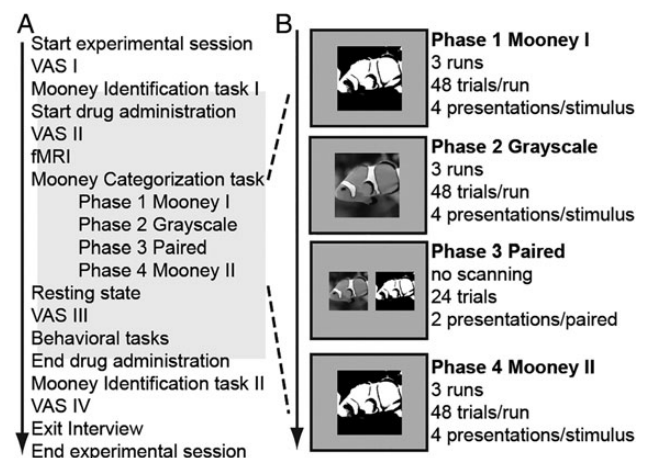 A
Start experimental session
VAS I
Mooney Identification task I
Start drug administration
VAS II
fMRI
Mooney Categorization task
Phase 1 Mooney I
Phase 2 Grayscale
Phase 3 Paired
Phase 4 Mooney II
Resting state
VAS III
Behavioral tasks
End drug administration
Mooney Identification task II
VAS IV
Exit Interview
End experimental session
B
Phase 1 Mooney I
3 runs
48 trials/run
4 presentations/stimulus
Phase 2 Grayscale
3 runs
48 trials/run
4 presentations/stimulus
Phase 3 Paired
no scanning
24 trials
2 presentations/paired
Phase 4 Mooney II
3 runs
48 trials/run
4 presentations/stimulus